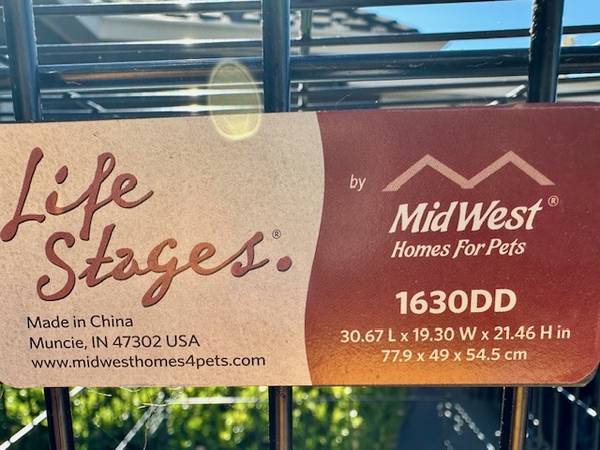 Life
Stages®.
Made in China
Muncie, IN 47302 USA
www.midwesthomes4pets.com
by
MidWest®
Homes For Pets
1630DD
30.67 L x 19.30 W x 21.46 H in
77.9 x 49 x 54.5 cm